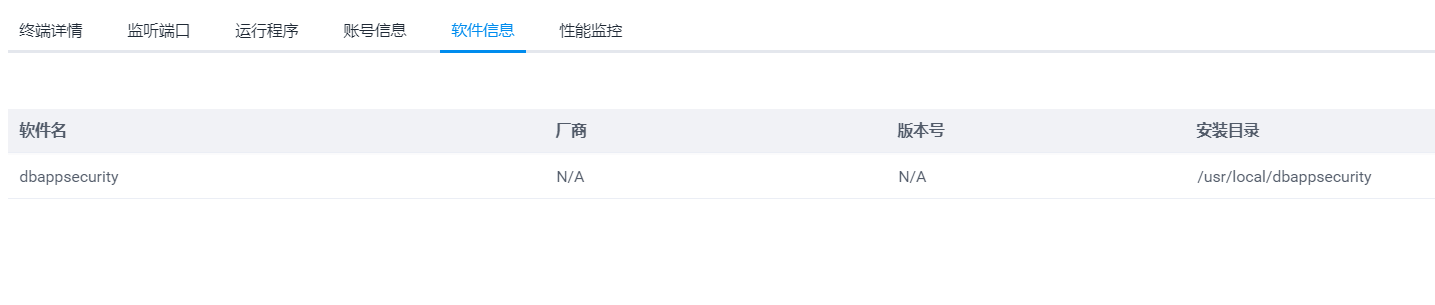 终端详情 监听端口 运行程序 账号信息 软件信息 性能监控
软件名 厂商 版本号 安装目录
dbappsecurity N/A N/A /usr/local/dbappsecurity